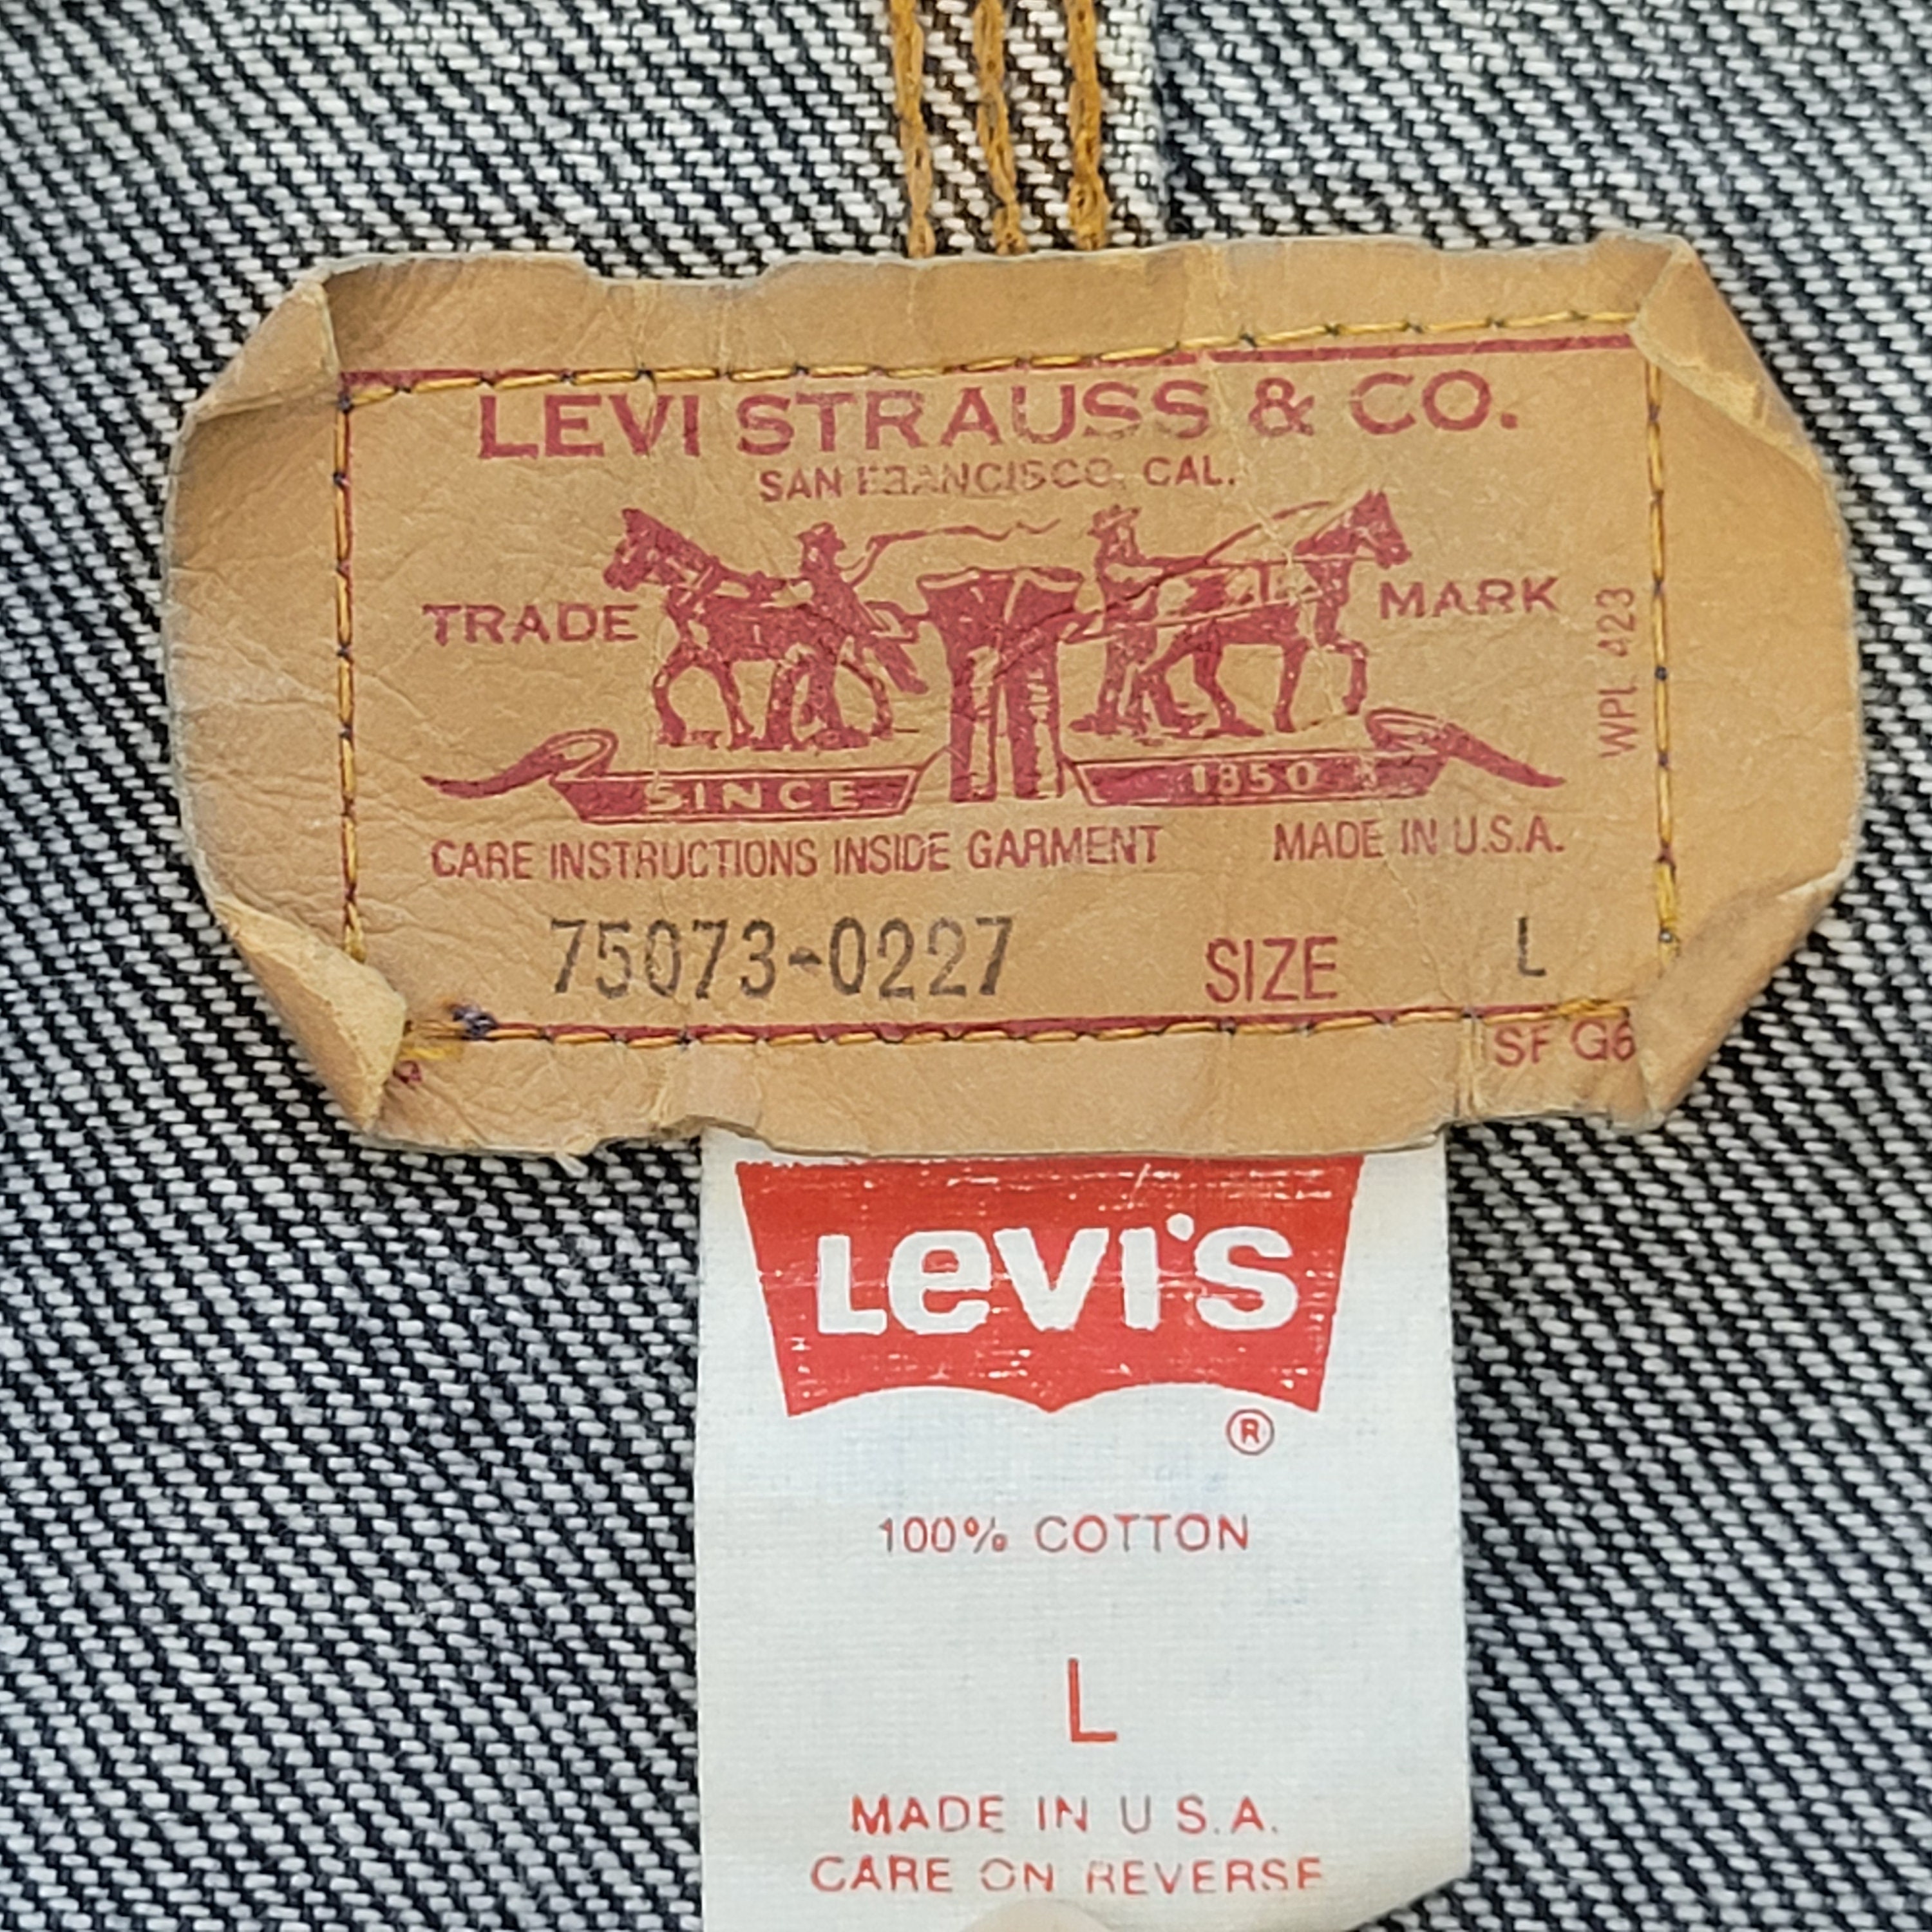 LEVI STRAUSS & CO.
SAN FRANCISCO, CAL.
TRADE MARK
WPL 423
SINCE 1850'S
CARE INSTRUCTIONS INSIDE GARMENT MADE IN U.S.A.
75073-0227 SIZE L
SF G6
LEVI'S
®
100% COTTON
L
MADE IN U S.A.
CARE ON REVERSE